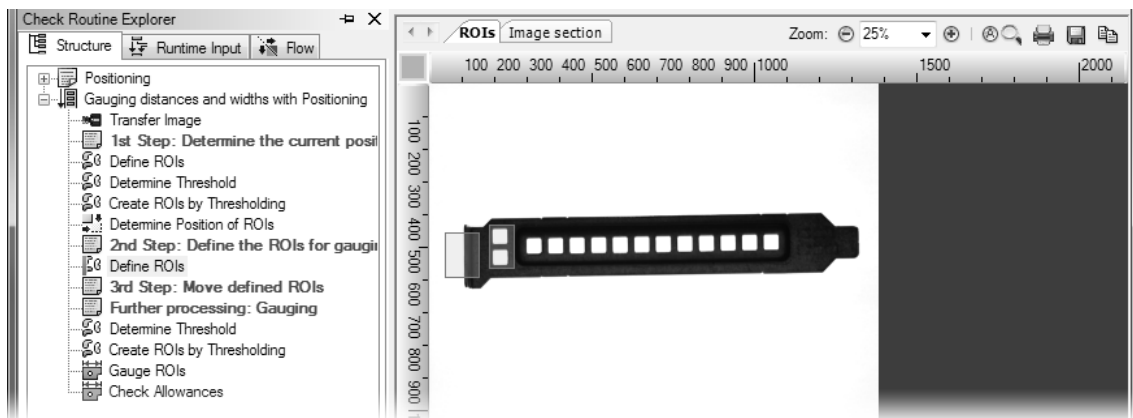 Check Routine Explorer
Structure Runtime Input Flow
Positioning
Gauging distances and widths with Positioning
Transfer Image
1st Step: Determine the current posit
Define ROIs
Determine Threshold
Create ROIs by Thresholding
Determine Position of ROIs
2nd Step: Define the ROIs for gaugin
Define ROIs
3rd Step: Move defined ROIs
Further processing: Gauging
Determine Threshold
Create ROIs by Thresholding
Gauge ROIs
Check Allowances
ROIs Image section Zoom: 25%
100 200 300 400 500 600 700 800 900 1000 1500 2000
100
200
300
400
500
600
700
800
900